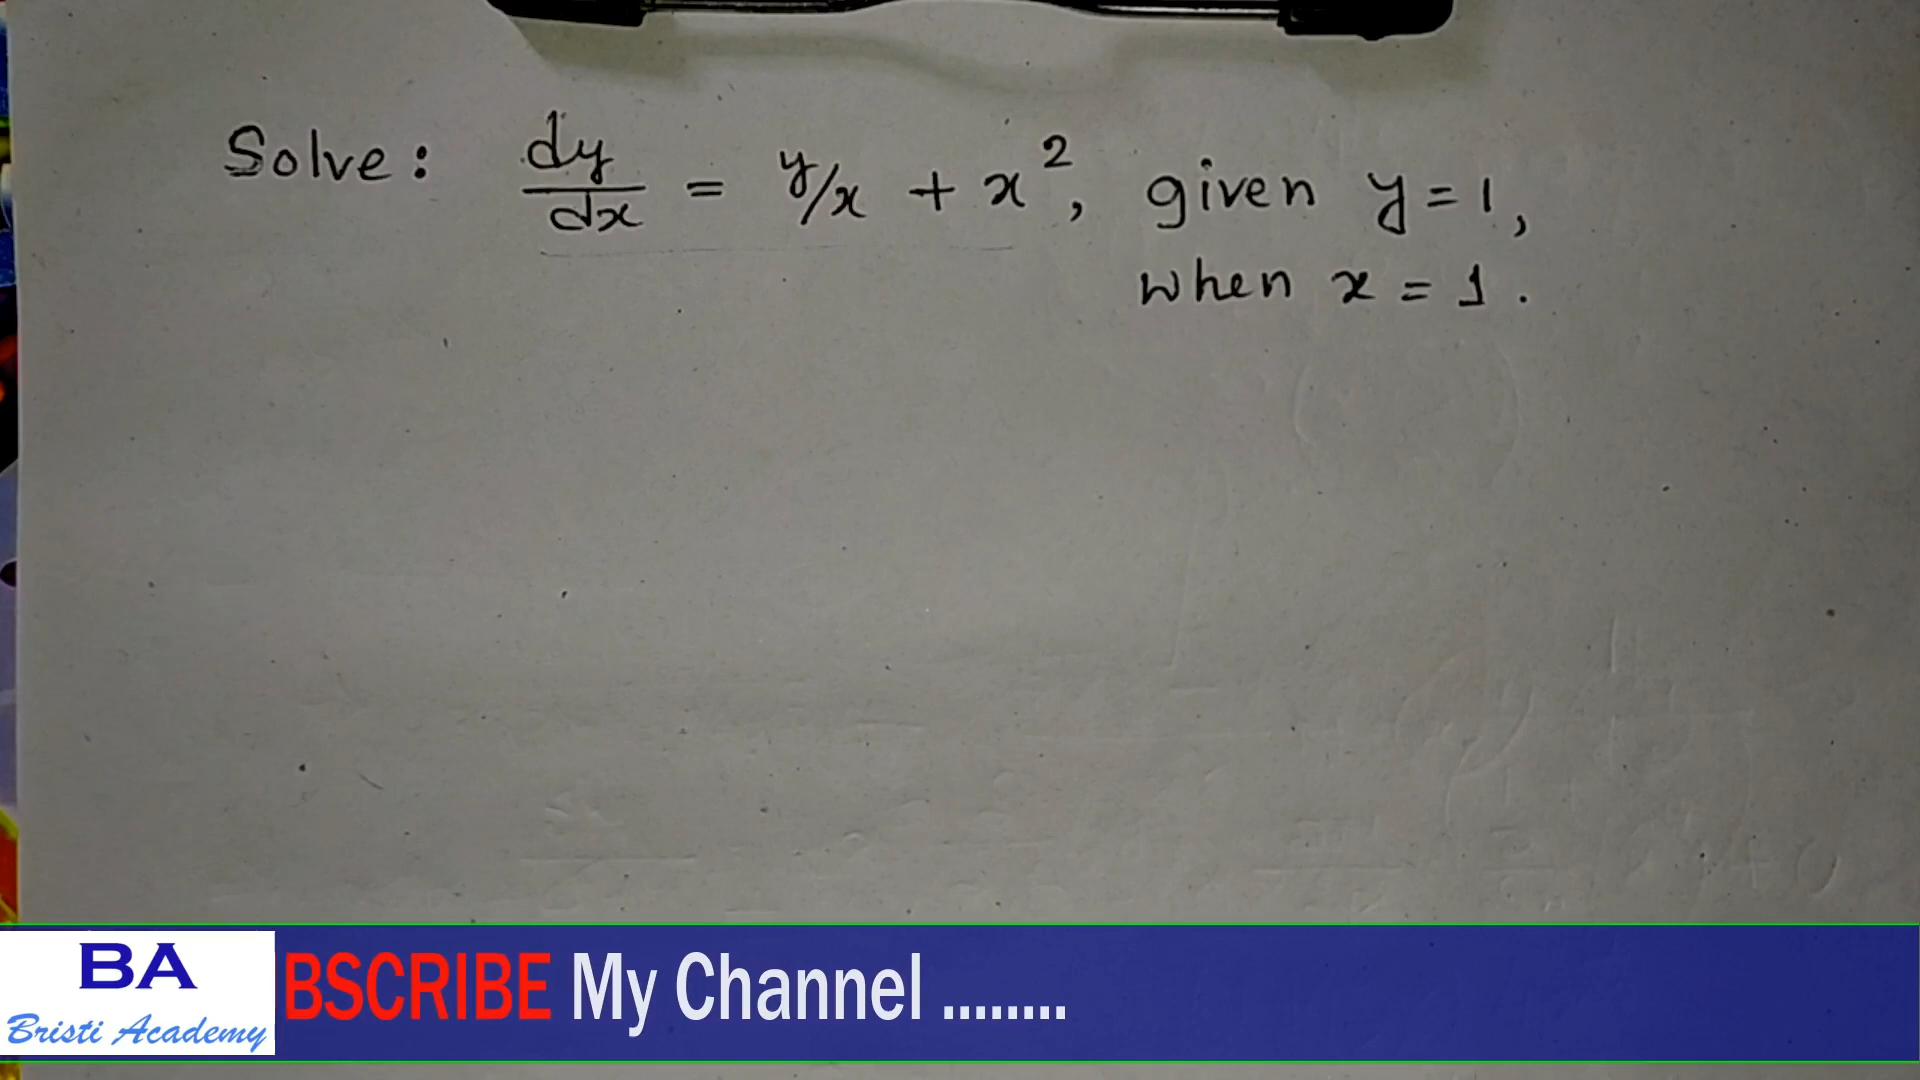 Solve: dy/dx = y/x + x², given y=1,
when x = 1.
BA
Bristi Academy
BSCRIBE My Channel ........